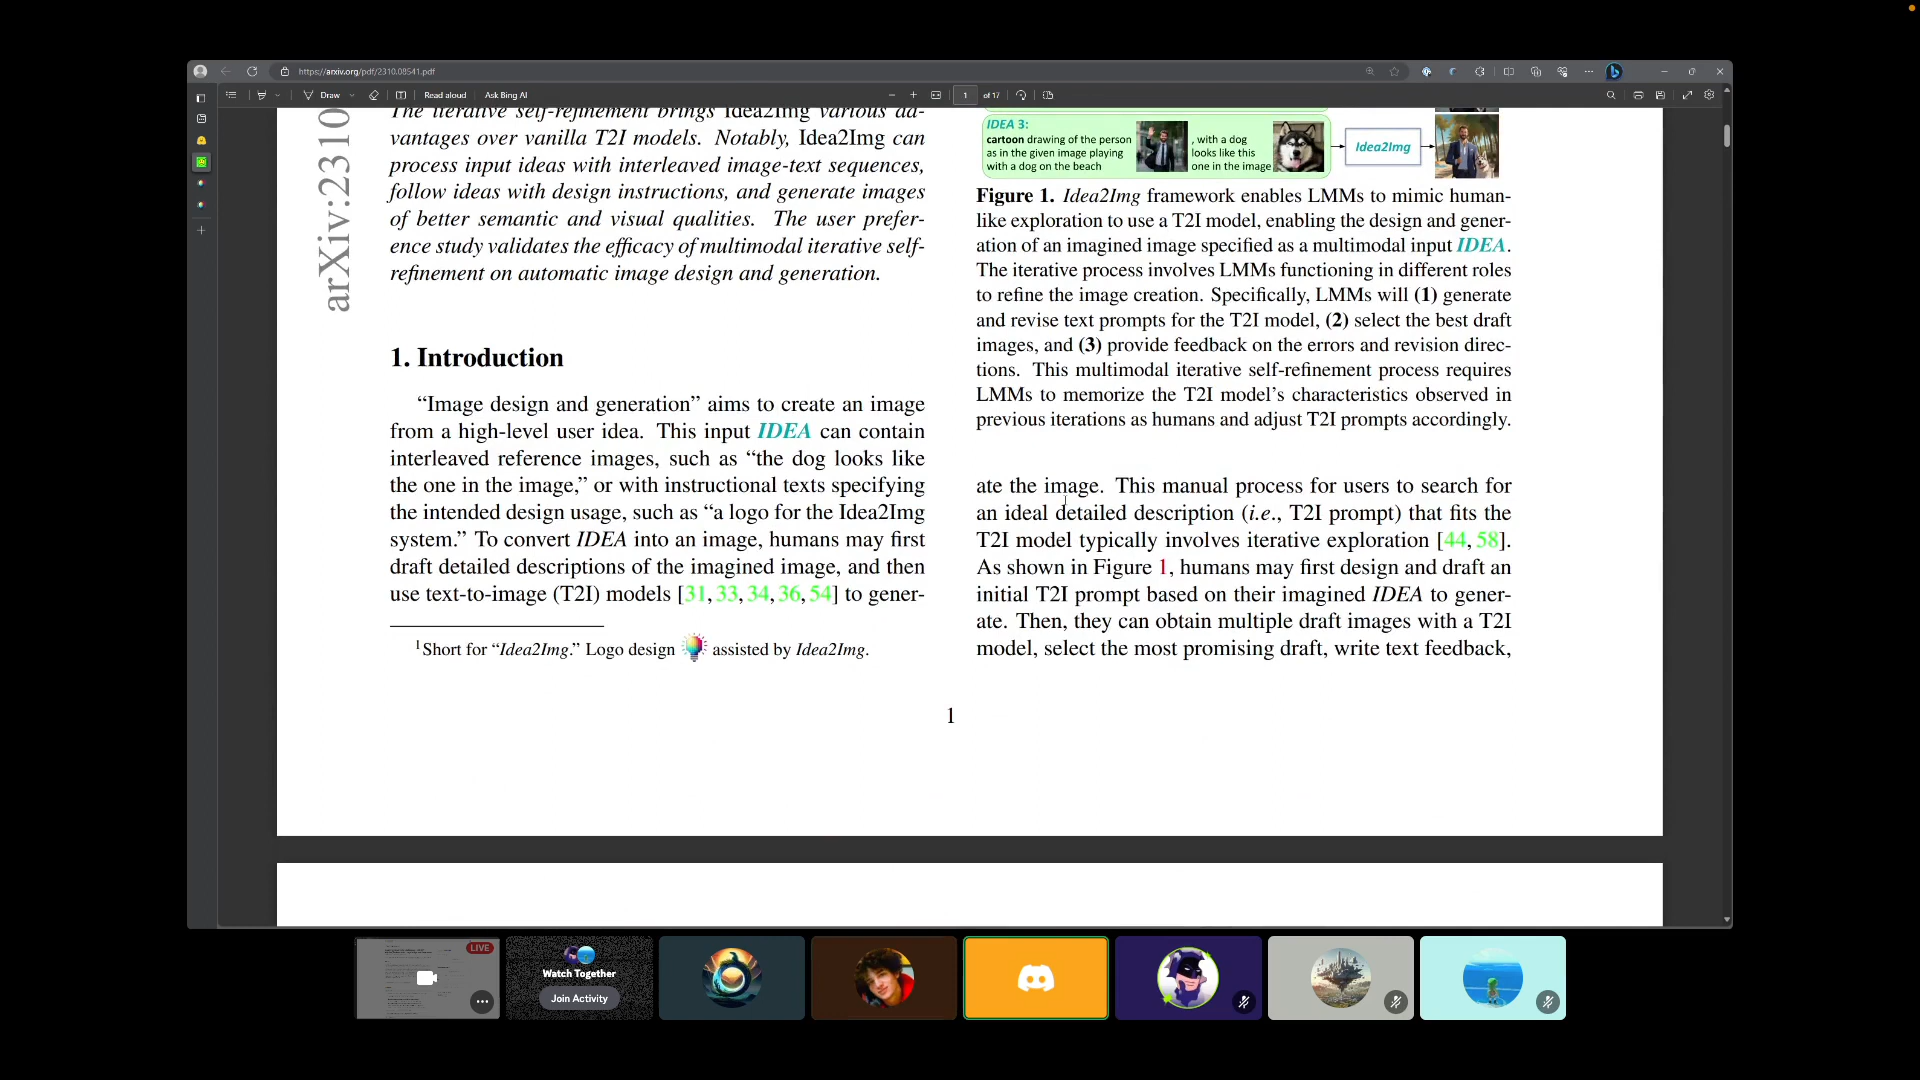 https://arxiv.org/pdf/2310.08541.pdf
Draw
Read aloud
Ask Bing AI
1
of 17
arXiv:2310
The iterative self-refinement brings Idea2Img various ad-
vantages over vanilla T2I models. Notably, Idea2Img can
process input ideas with interleaved image-text sequences,
follow ideas with design instructions, and generate images
of better semantic and visual qualities. The user prefer-
ence study validates the efficacy of multimodal iterative self-
refinement on automatic image design and generation.
1. Introduction
“Image design and generation” aims to create an image
from a high-level user idea. This input IDEA can contain
interleaved reference images, such as “the dog looks like
the one in the image,” or with instructional texts specifying
the intended design usage, such as “a logo for the Idea2Img
system.” To convert IDEA into an image, humans may first
draft detailed descriptions of the imagined image, and then
use text-to-image (T2I) models [31, 33, 34, 36, 54] to gener-
1Short for “Idea2Img.” Logo design assisted by Idea2Img.
IDEA 3:
cartoon drawing of the person
as in the given image playing
with a dog on the beach
, with a dog
looks like this
one in the image
Idea2Img
Figure 1. Idea2Img framework enables LMMs to mimic human-
like exploration to use a T2I model, enabling the design and gener-
ation of an imagined image specified as a multimodal input IDEA.
The iterative process involves LMMs functioning in different roles
to refine the image creation. Specifically, LMMs will (1) generate
and revise text prompts for the T2I model, (2) select the best draft
images, and (3) provide feedback on the errors and revision direc-
tions. This multimodal iterative self-refinement process requires
LMMs to memorize the T2I model’s characteristics observed in
previous iterations as humans and adjust T2I prompts accordingly.
ate the image. This manual process for users to search for
an ideal detailed description (i.e., T2I prompt) that fits the
T2I model typically involves iterative exploration [44, 58].
As shown in Figure 1, humans may first design and draft an
initial T2I prompt based on their imagined IDEA to gener-
ate. Then, they can obtain multiple draft images with a T2I
model, select the most promising draft, write text feedback,
1
LIVE
Watch Together
Join Activity